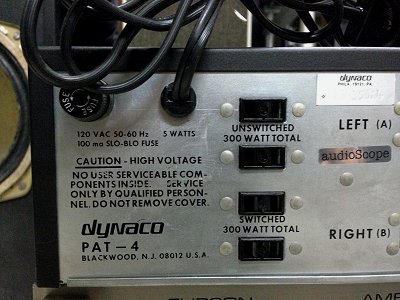 FUSE
120 VAC 50-60 Hz 5 WATTS
100 ma SLO-BLO FUSE
CAUTION - HIGH VOLTAGE
NO USER SERVICEABLE COM-
PONENTS INSIDE. SERVICE
ONLY BY QUALIFIED PERSON-
NEL. DO NOT REMOVE COVER.
dynaco
PAT-4
BLACKWOOD, N.J. 08012 U.S.A.
UNSWITCHED
300 WATT TOTAL
SWITCHED
300 WATT TOTAL
dynaco
PHILA. 19121, PA.
LEFT (A)
audioScope
RIGHT (B)